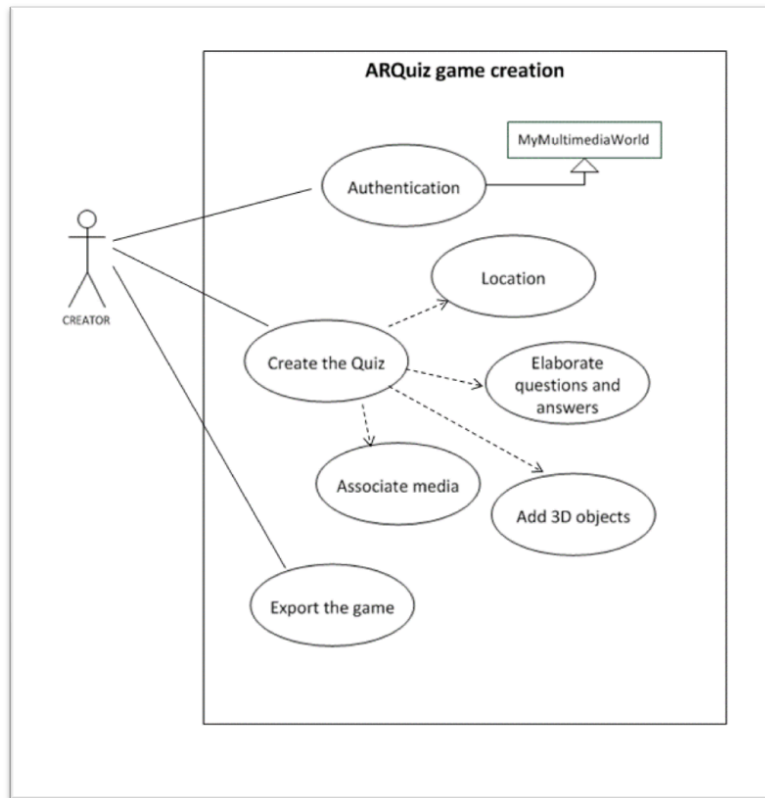 ARQuiz game creation
MyMultimediaWorld
Authentication
Location
CREATOR
Create the Quiz
Elaborate
questions and
answers
Associate media
Add 3D objects
Export the game